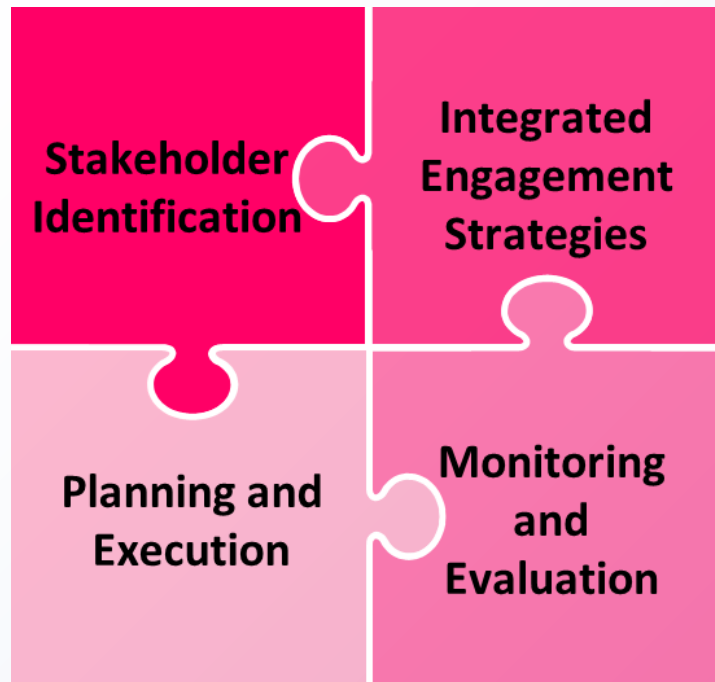 Stakeholder
Identification
Integrated
Engagement
Strategies
Planning and
Execution
Monitoring
and
Evaluation